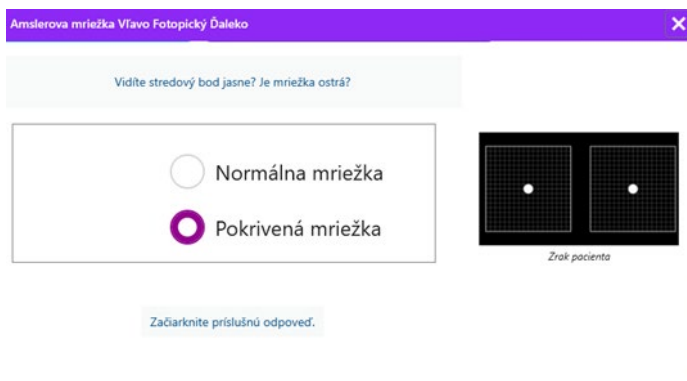 Amslerova mriežka Vľavo Fotopický Ďaleko
Vidíte stredový bod jasne? Je mriežka ostrá?
Normálna mriežka
Pokrivená mriežka
Zrak pacienta
Začiarknite príslušnú odpoveď.